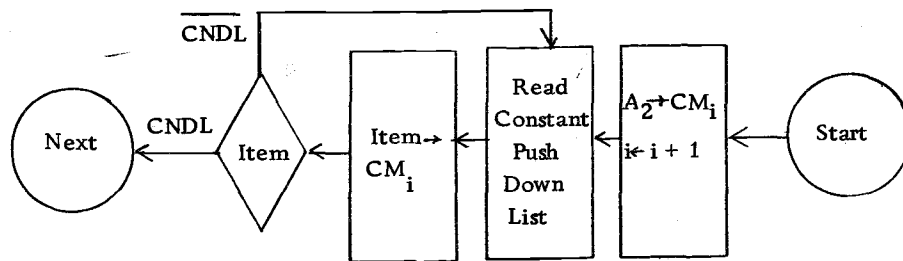 CNDL
Next
CNDL
Item
Item→
CM_i
Read
Constant
Push
Down
List
A_2→CM_i
i← i + 1
Start